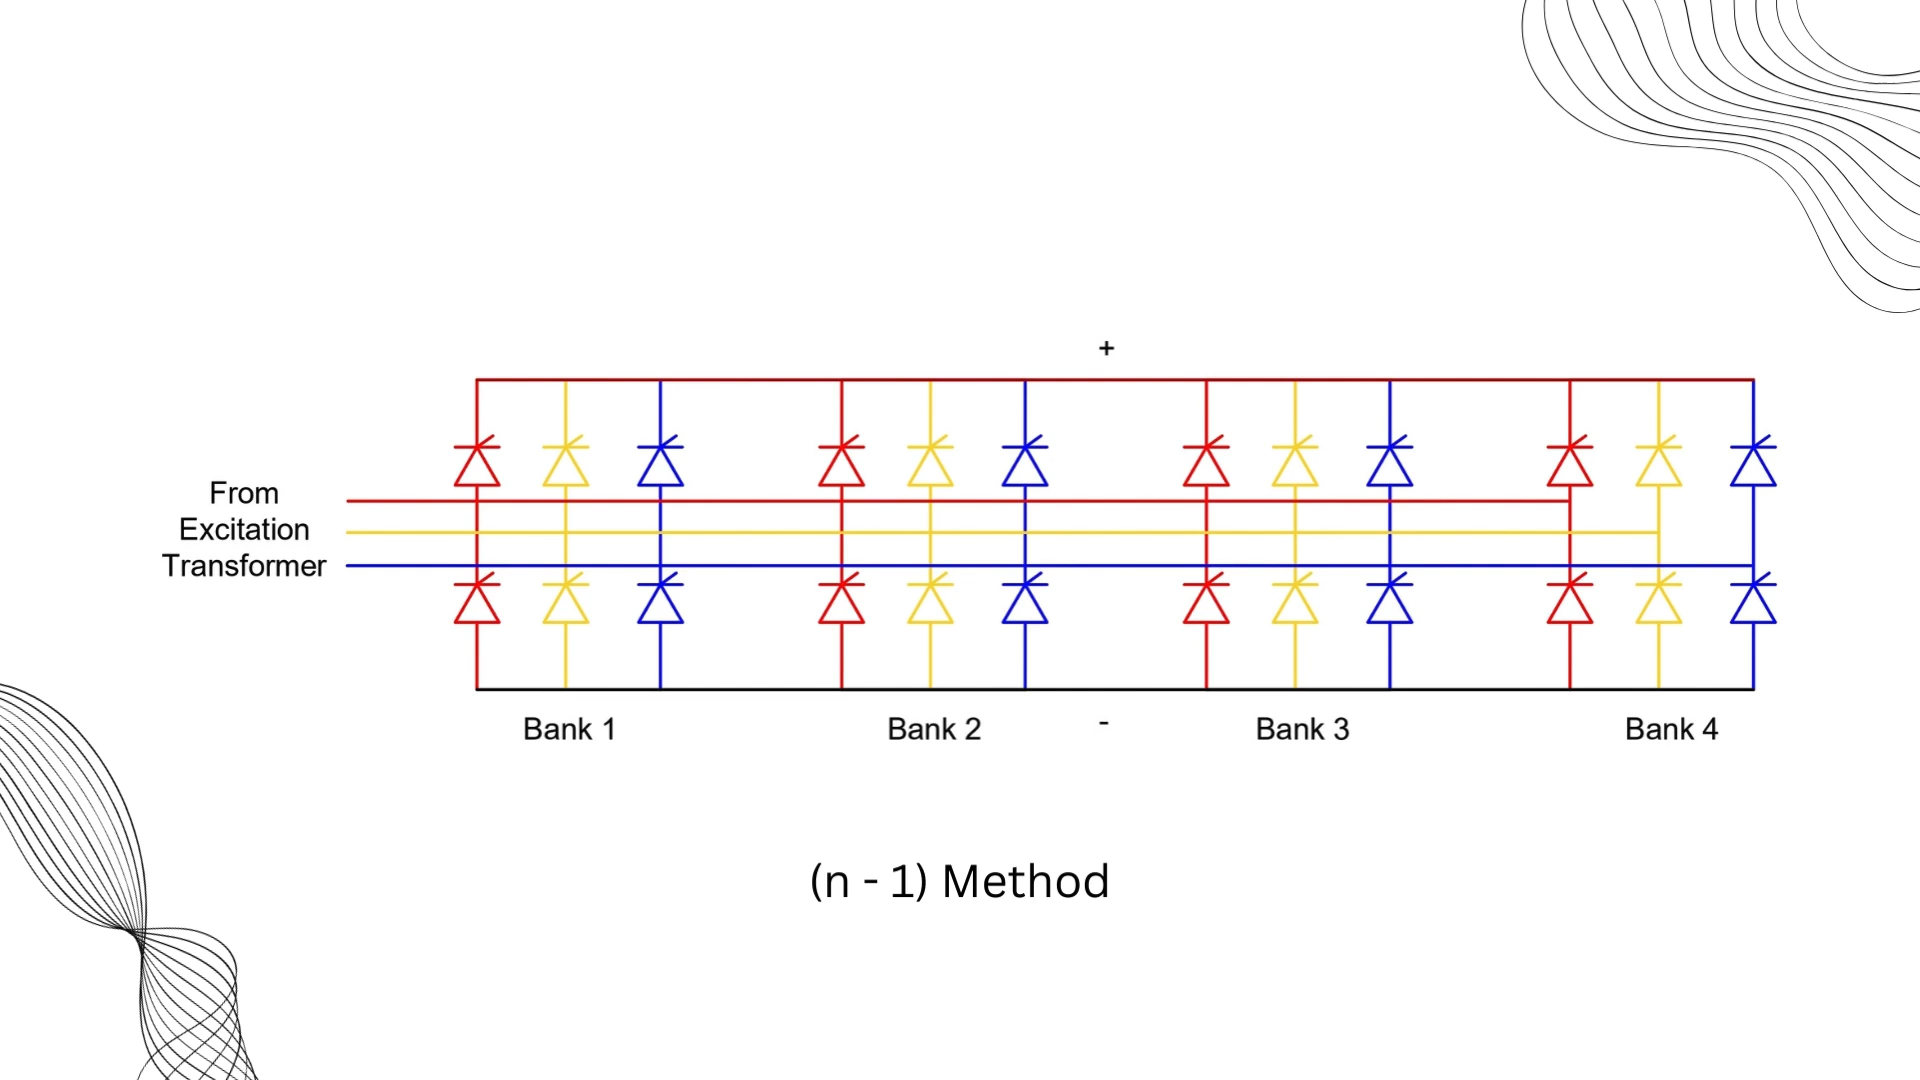 +
From
Excitation
Transformer
Bank 1
Bank 2
-
Bank 3
Bank 4
(n - 1) Method